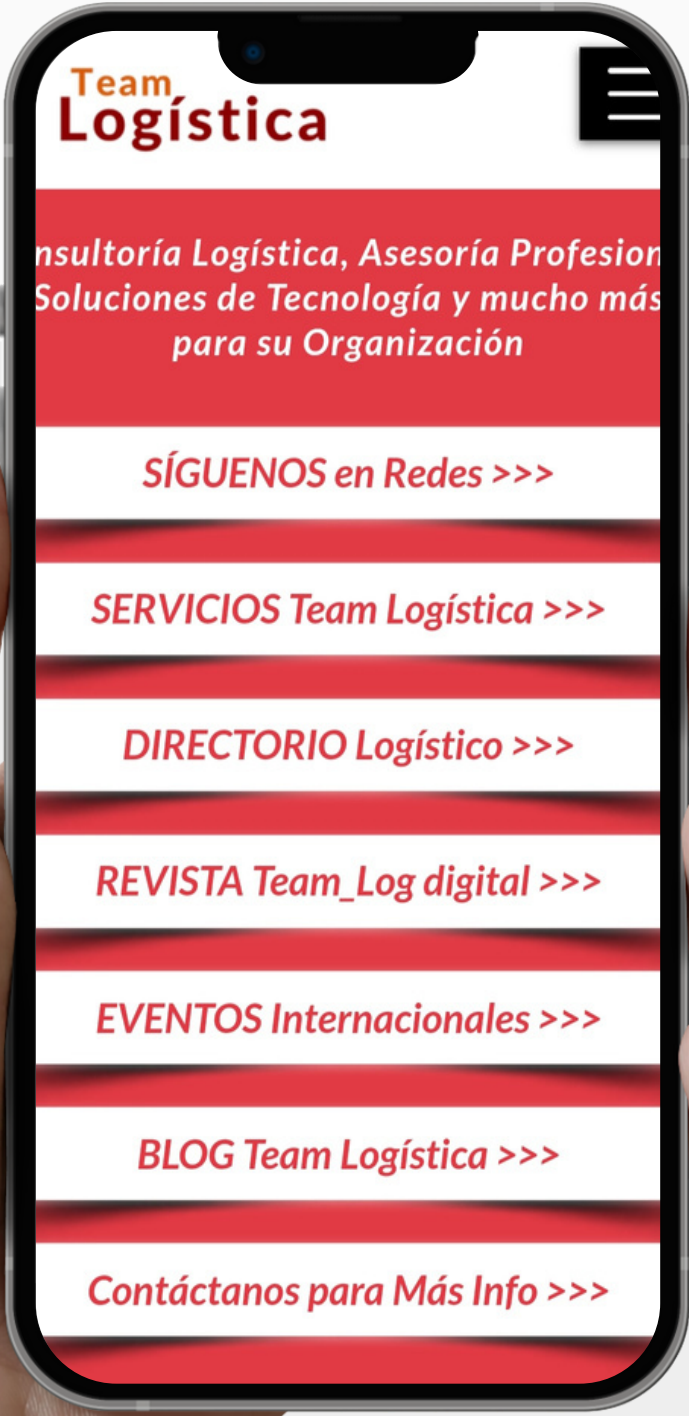 Team
Logística
nsultoría Logística, Asesoría Profesion
Soluciones de Tecnología y mucho más
para su Organización
SÍGUENOS en Redes >>>
SERVICIOS Team Logística >>>
DIRECTORIO Logístico >>>
REVISTA Team_Log digital >>>
EVENTOS Internacionales >>>
BLOG Team Logística >>>
Contáctanos para Más Info >>>